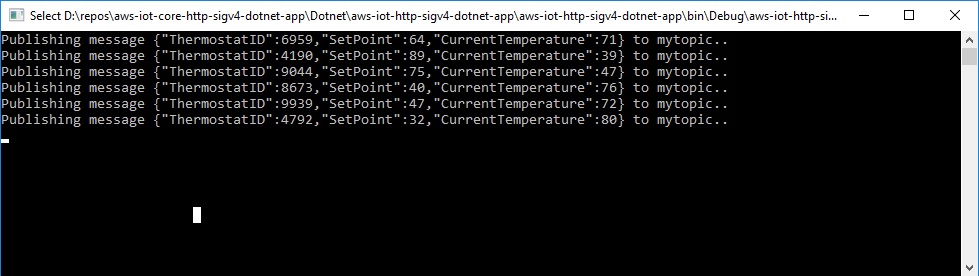 Select D:\repos\aws-iot-core-http-sigv4-dotnet-app\Dotnet\aws-iot-http-sigv4-dotnet-app\aws-iot-http-sigv4-dotnet-app\bin\Debug\aws-iot-http-si...
Publishing message {"ThermostatID":6959,"SetPoint":64,"CurrentTemperature":71} to mytopic..
Publishing message {"ThermostatID":4190,"SetPoint":89,"CurrentTemperature":39} to mytopic..
Publishing message {"ThermostatID":9044,"SetPoint":75,"CurrentTemperature":47} to mytopic..
Publishing message {"ThermostatID":8673,"SetPoint":40,"CurrentTemperature":76} to mytopic..
Publishing message {"ThermostatID":9939,"SetPoint":47,"CurrentTemperature":72} to mytopic..
Publishing message {"ThermostatID":4792,"SetPoint":32,"CurrentTemperature":80} to mytopic..